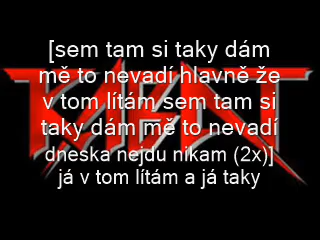 [sem tam si taky dám
mě to nevadí hlavně že
v tom lítám sem tam si
taky dám mě to nevadí
dneska nejdu nikam (2x)]
já v tom lítám a já taky